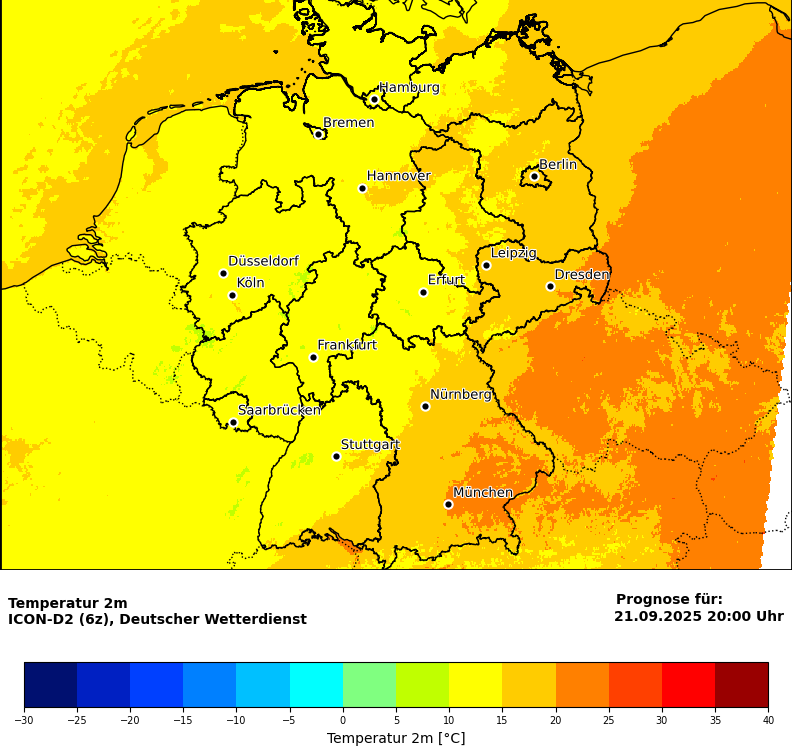 Hamburg
Bremen
Berlin
Hannover
Düsseldorf
Leipzig
Köln
Erfurt
Dresden
Frankfurt
Nürnberg
Saarbrücken
Stuttgart
München
Temperatur 2m
ICON-D2 (6z), Deutscher Wetterdienst
Prognose für:
21.09.2025 20:00 Uhr
−30 −25 −20 −15 −10 −5 0 5 10 15 20 25 30 35 40
Temperatur 2m [°C]